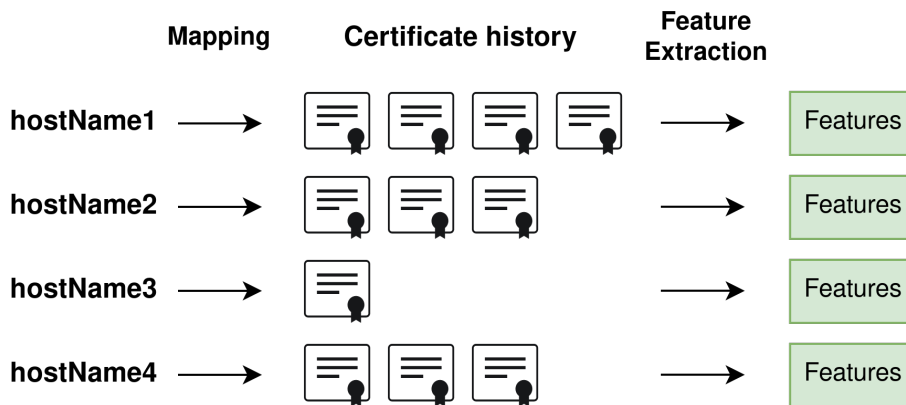 Mapping
Certificate history
Feature
Extraction
hostName1
Features
hostName2
Features
hostName3
Features
hostName4
Features